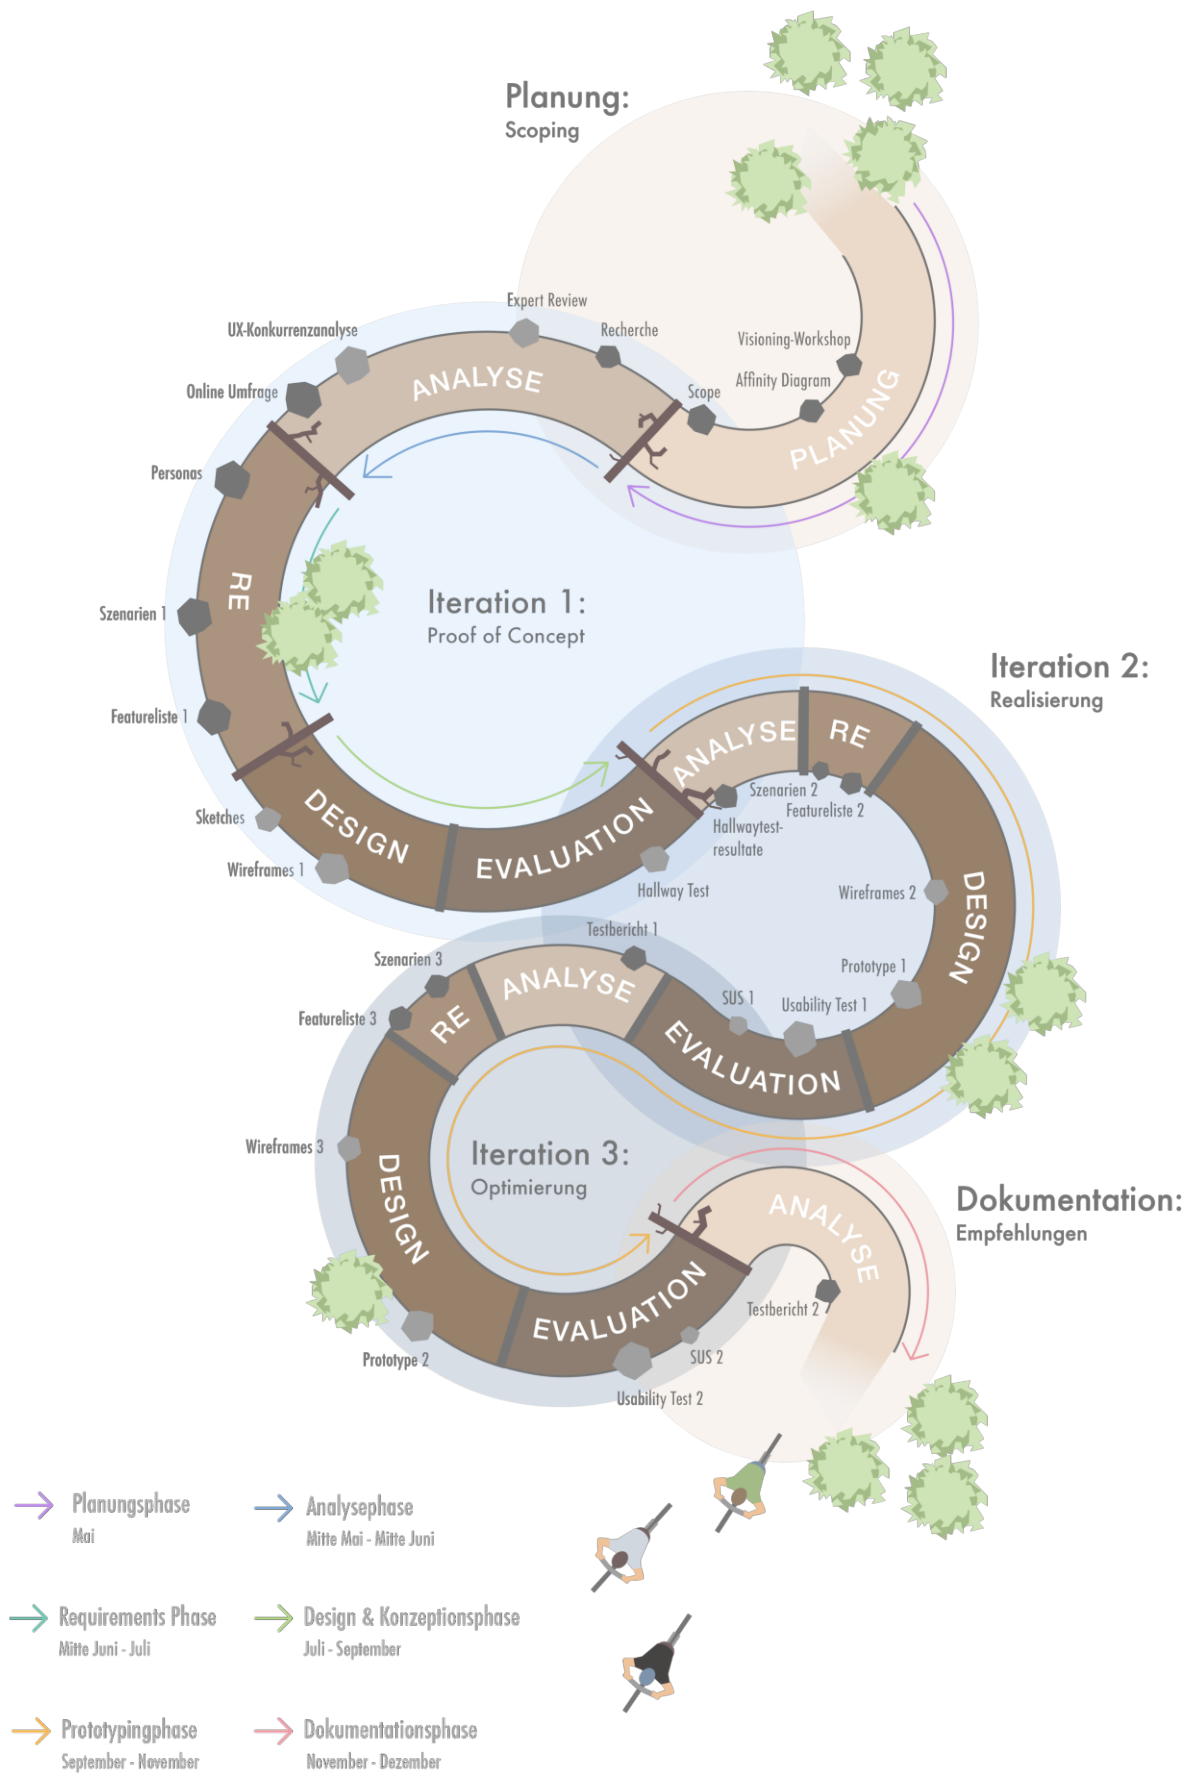 Planung:
Scoping
Expert Review
UX-Konkurrenzanalyse
Recherche
Visioning-Workshop
Online Umfrage
ANALYSE
Affinity Diagram
Scope
PLANUNG
Personas
RE
Iteration 1:
Proof of Concept
Szenarien 1
Iteration 2:
Realisierung
Featureliste 1
ANALYSE
RE
Szenarien 2
Featureliste 2
Sketches
DESIGN
EVALUATION
Hallwaytest-
resultate
Wireframes 1
Hallway Test
Wireframes 2
DESIGN
Testbericht 1
Szenarien 3
Prototype 1
ANALYSE
SUS 1
Usability Test 1
Featureliste 3
RE
EVALUATION
Wireframes 3
Iteration 3:
Optimierung
DESIGN
Dokumentation:
Empfehlungen
ANALYSE
Testbericht 2
EVALUATION
Prototype 2
SUS 2
Usability Test 2
Planungsphase
Mai
Analysephase
Mitte Mai - Mitte Juni
Requirements Phase
Mitte Juni - Juli
Design & Konzeptionsphase
Juli - September
Prototypingphase
September - November
Dokumentationsphase
November - Dezember